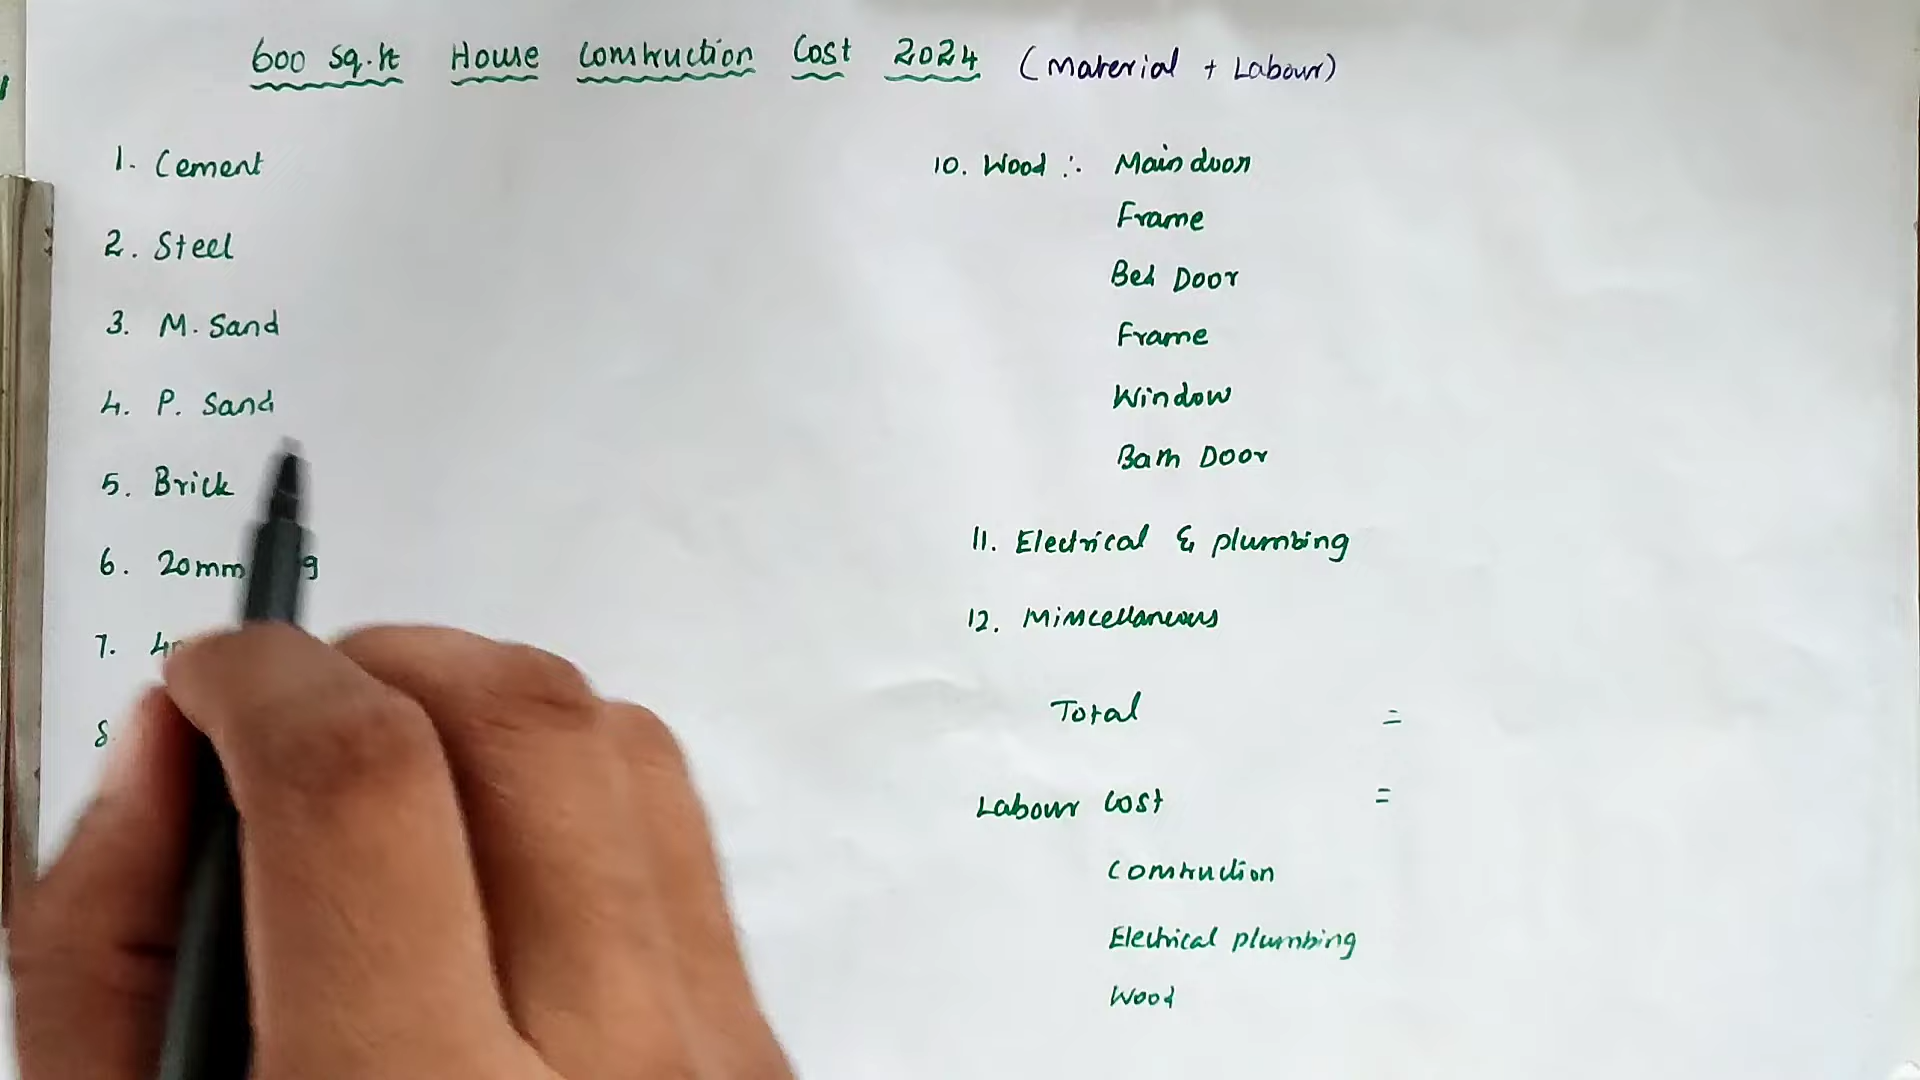 600 Sq.ft House Construction Cost 2024 (Material + Labour)
1. Cement
2. Steel
3. M. Sand
4. P. Sand
5. Brick
6. 20mm
7.
8.
10. Wood :- Main door
Frame
Bed Door
Frame
Window
Bath Door
11. Electrical & plumbing
12. Mimcellaneous
Total =
Labour Cost =
Construction
Electrical plumbing
Wood